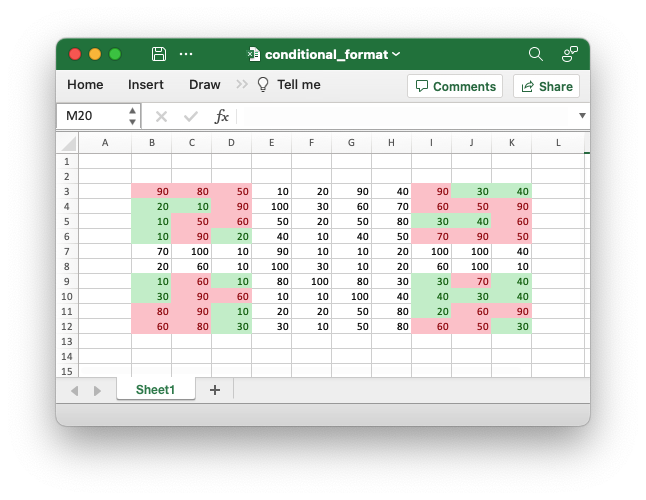 conditional_format
Home Insert Draw Tell me Comments Share
M20 fx
A B C D E F G H I J K L
1
2
3 90 80 50 10 20 90 40 90 30 40
4 20 10 90 100 30 60 70 60 50 90
5 10 50 60 50 20 50 80 30 40 60
6 10 90 20 40 10 40 50 70 90 50
7 70 100 10 90 10 10 20 100 100 40
8 20 60 10 100 30 10 20 60 100 10
9 10 60 10 80 100 80 30 30 70 40
10 30 90 60 10 10 100 40 40 30 40
11 80 90 10 20 20 50 80 20 60 90
12 60 80 30 30 10 50 80 60 50 30
13
14
15
Sheet1 +